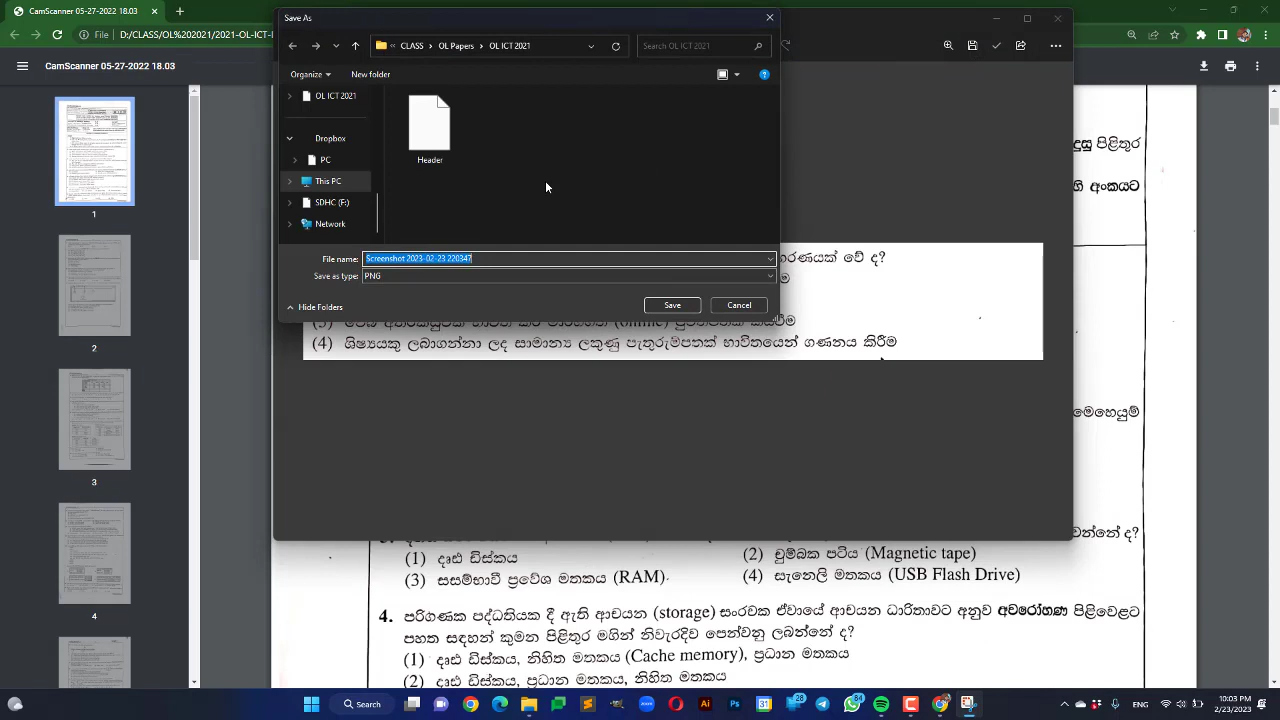 CamScanner 05-27-2022 18.03
Save As
D:/CLASS/OL%20Papers/2021/OL-ICT-
CamScanner 05-27-2022 18.03
CLASS
OL Papers
OL ICT 2021
Search OL ICT 2021
Organize
New folder
OL ICT 2021
Header
PC
SDHC (F:)
Network
File name:
Screenshot 2023-02-23 220347
Save as type:
PNG
Hide Folders
Save
Cancel
පිළිතුර
අංකයට
වේ ද?
(4) ශිෂ්‍යයකු ලබාගන්නා ලද සාමාන්‍ය ලකුණු පැතුරුම්පතක් භාවිතයෙන් ගණනය කිරීම
මෙහෙයුම්
වන්නේ ද?
(1) දෘඪ
(2) චුම්බක පටිය (Magnetic tape)
(3) සසම්භාවී ප්‍රවේශ මතකය (RAM)
(4) සැනෙලි මතකය (USB Flash Drive)
4. පරිගණක පද්ධතියක දී ඇති ආචයන (storage) සංරචක ඒවායේ ආචයන ධාරිතාවට අනුව අවරෝහණ පිළිවෙළට
පහත සඳහන් කුමන පිළිතුර මගින් නිවැරදිව පෙන්වනු ලබන්නේ ද?
(1) මතකය (Cache memory), ප්‍රධාන මතකය
(2) දෘඪ ඩිස්කය, ප්‍රධාන මතකය, නිහිත මතකය
1
2
3
4
Search
28
84
ENG
10:03 PM
2/23/2023